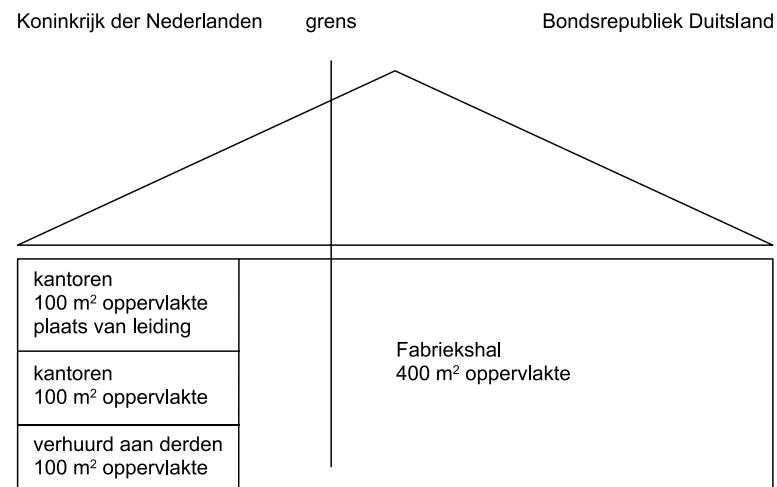 Koninkrijk der Nederlanden grens Bondsrepubliek Duitsland
kantoren
100 m² oppervlakte
plaats van leiding
kantoren
100 m² oppervlakte
verhuurd aan derden
100 m² oppervlakte
Fabriekshal
400 m² oppervlakte